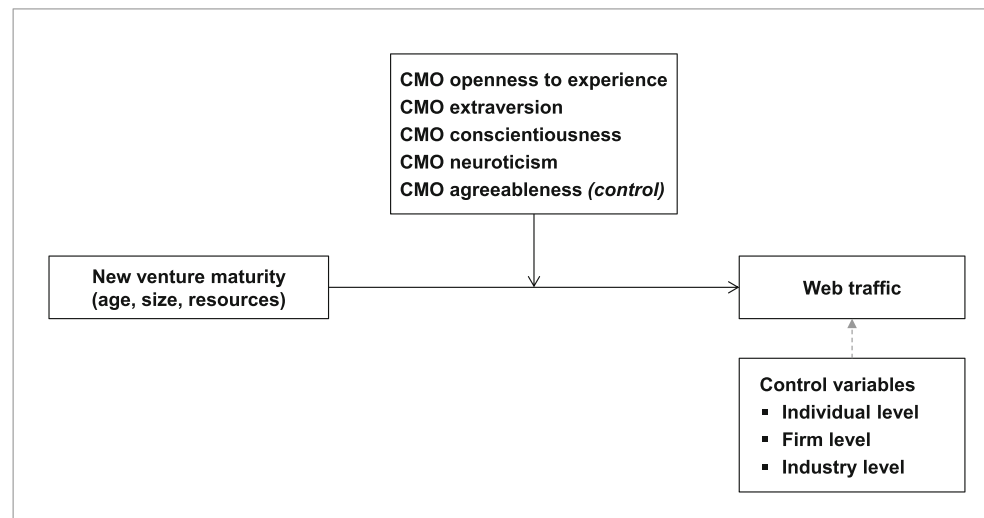 CMO openness to experience
CMO extraversion
CMO conscientiousness
CMO neuroticism
CMO agreeableness (control)
New venture maturity
(age, size, resources)
Web traffic
Control variables
▪ Individual level
▪ Firm level
▪ Industry level